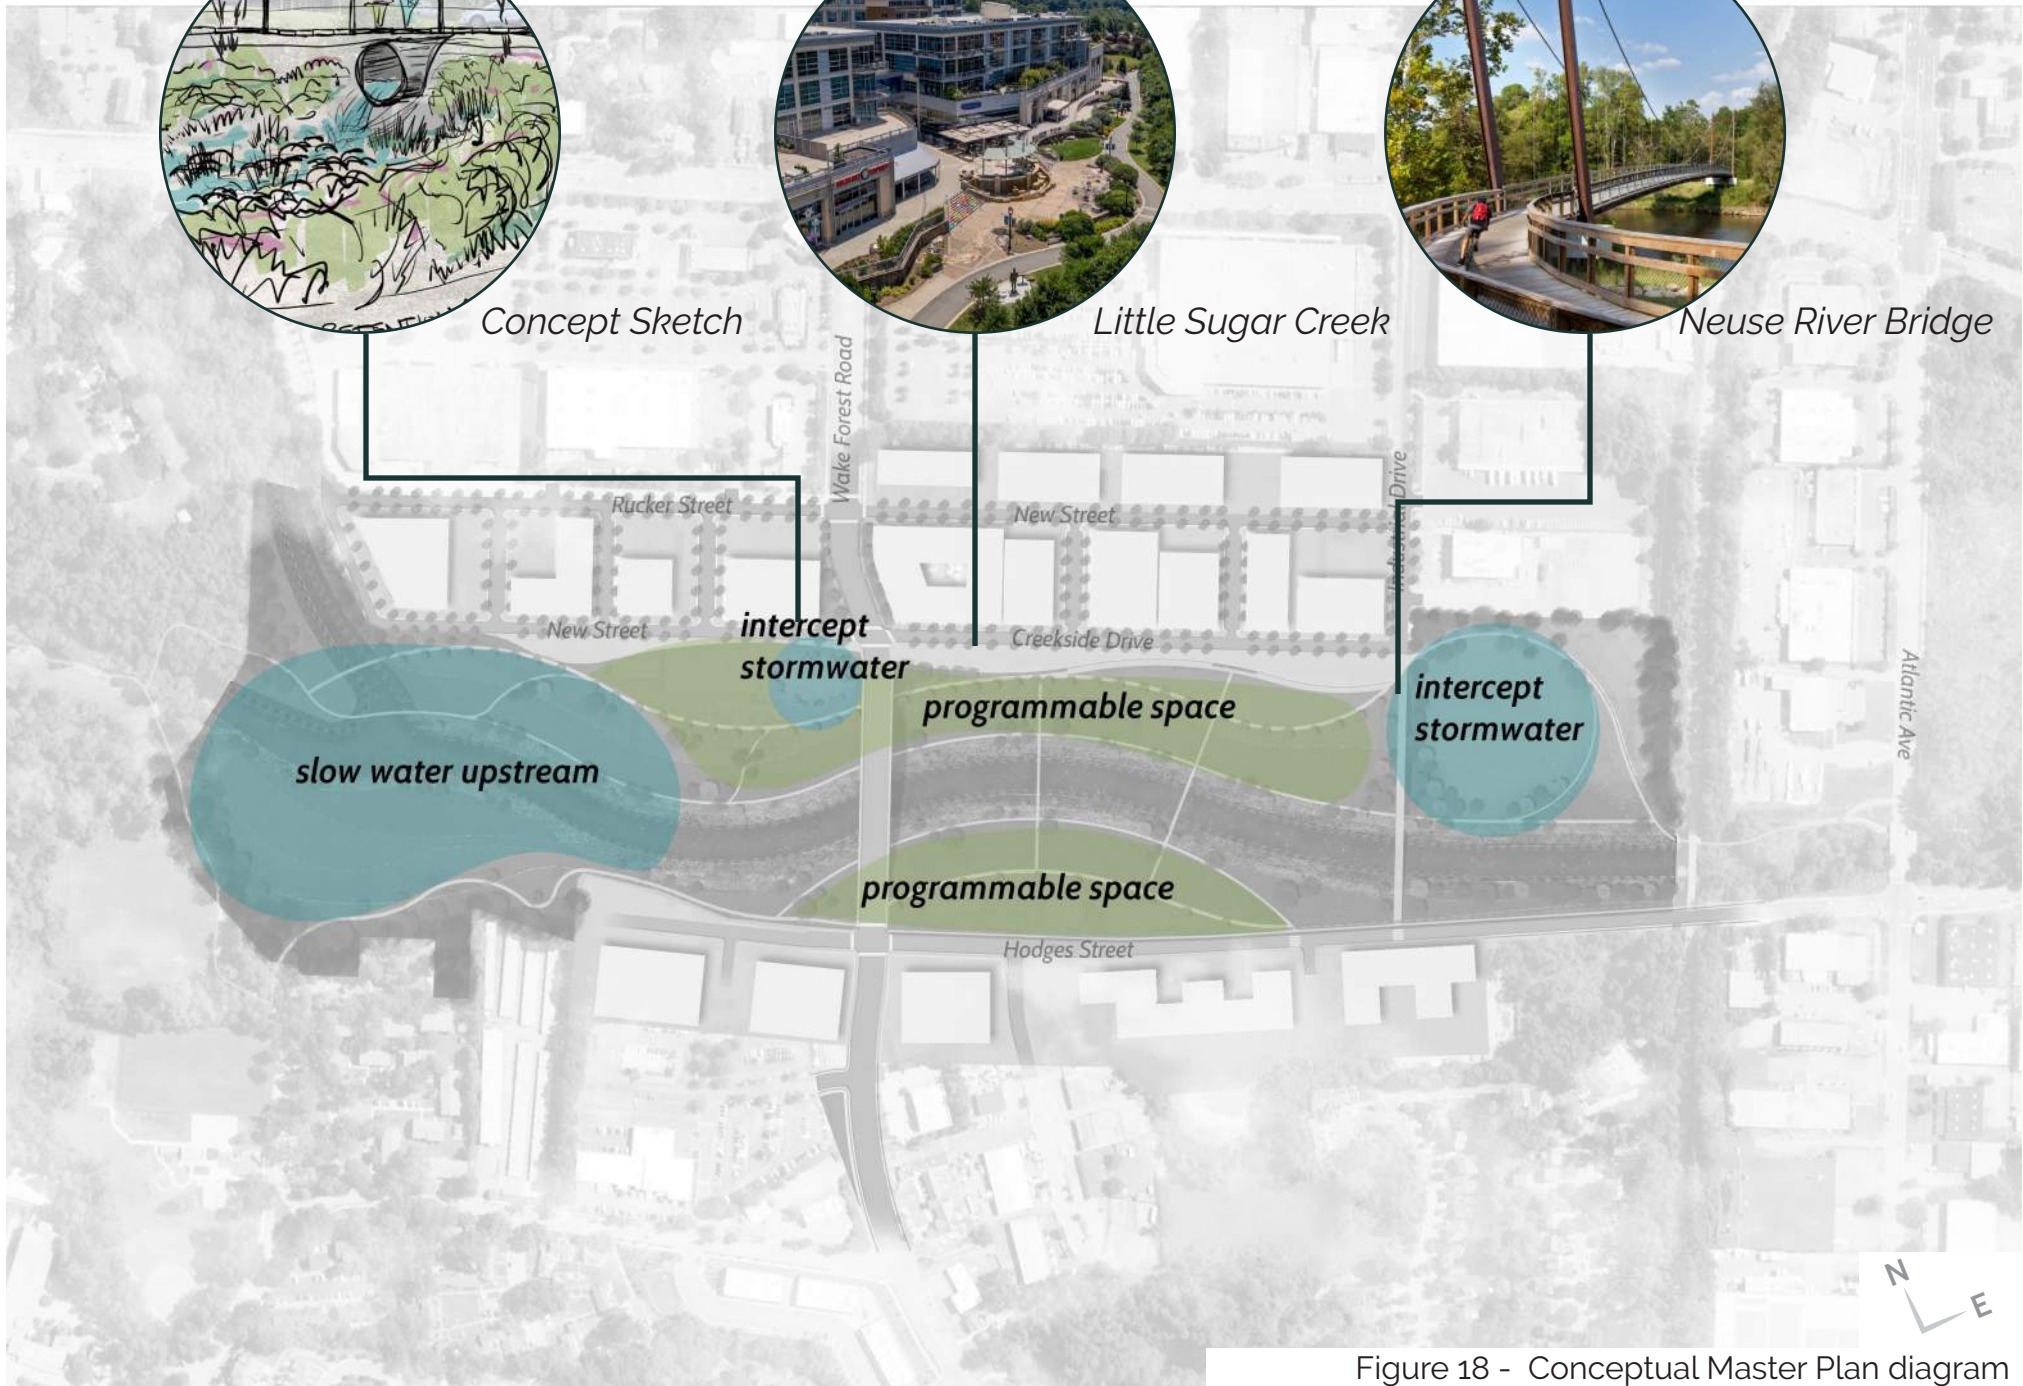 Concept Sketch
Little Sugar Creek
Neuse River Bridge
Wake Forest Road
Industrial Drive
Rucker Street
New Street
New Street
Creekside Drive
intercept
stormwater
programmable space
intercept
stormwater
slow water upstream
Atlantic Ave
programmable space
Hodges Street
N
E
Figure 18 - Conceptual Master Plan diagram